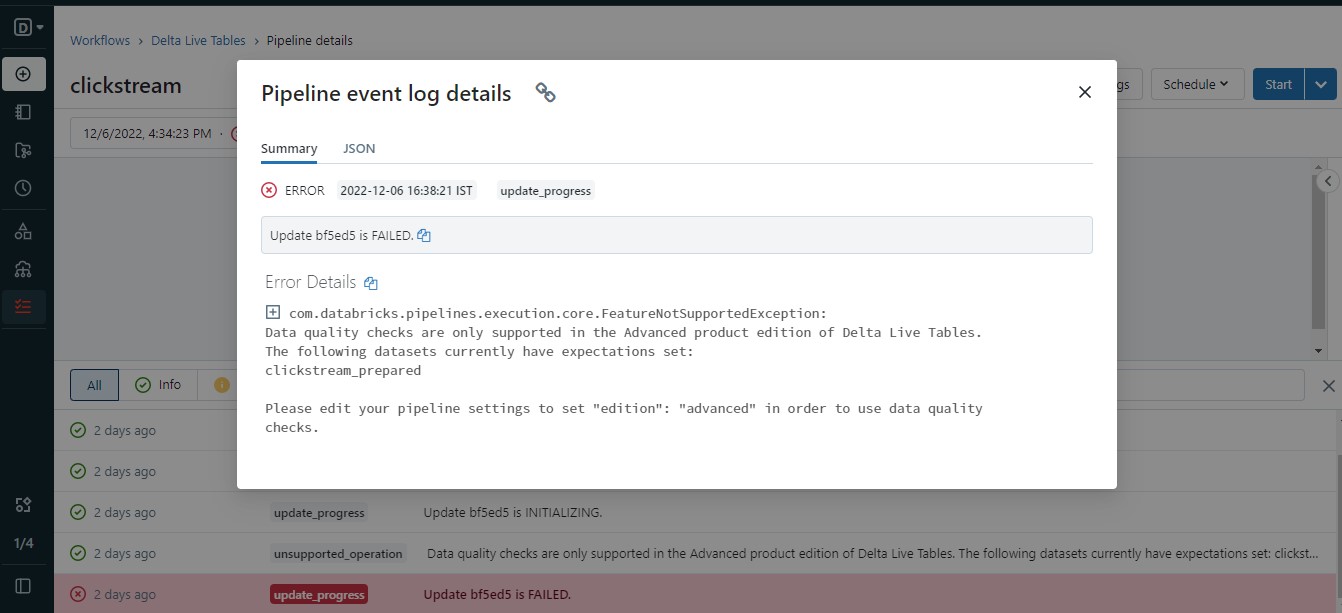 D
Workflows › Delta Live Tables › Pipeline details
clickstream
gs
Schedule
Start
12/6/2022, 4:34:23 PM ·
Pipeline event log details
Summary
JSON
ERROR
2022-12-06 16:38:21 IST
update_progress
Update bf5ed5 is FAILED.
Error Details
com.databricks.pipelines.execution.core.FeatureNotSupportedException:
Data quality checks are only supported in the Advanced product edition of Delta Live Tables.
The following datasets currently have expectations set:
clickstream_prepared
Please edit your pipeline settings to set "edition": "advanced" in order to use data quality
checks.
All
Info
2 days ago
2 days ago
2 days ago update_progress Update bf5ed5 is INITIALIZING.
2 days ago unsupported_operation Data quality checks are only supported in the Advanced product edition of Delta Live Tables. The following datasets currently have expectations set: clickst...
2 days ago update_progress Update bf5ed5 is FAILED.
1/4